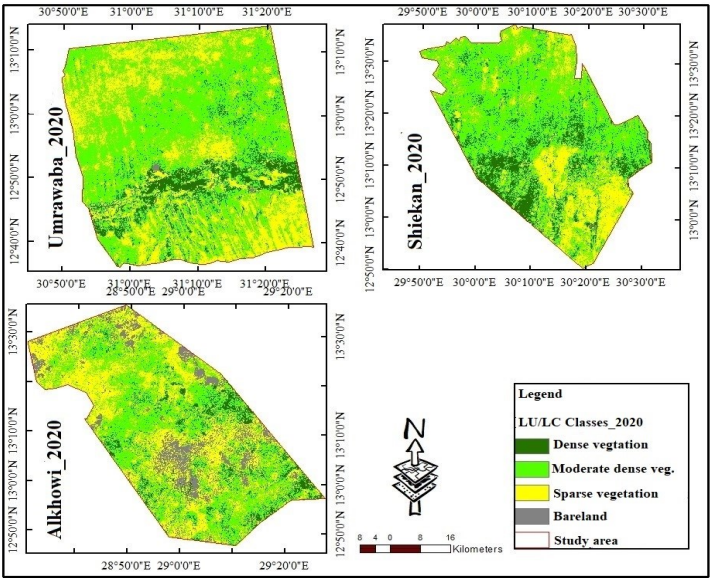 30°50'0"E 31°0'0"E 31°10'0"E 31°20'0"E
13°10'0"N 13°0'0"N 12°50'0"N 12°40'0"N
Umrawaba_2020
13°10'0"N 13°0'0"N 12°50'0"N 12°40'0"N
30°50'0"E 31°0'0"E 31°10'0"E 31°20'0"E
29°50'0"E 30°0'0"E 30°10'0"E 30°20'0"E 30°30'0"E
13°30'0"N 13°20'0"N 13°10'0"N 13°0'0"N 12°50'0"N
Shiekan_2020
13°30'0"N 13°20'0"N 13°10'0"N 13°0'0"N
29°50'0"E 30°0'0"E 30°10'0"E 30°20'0"E 30°30'0"E
28°50'0"E 29°0'0"E 29°20'0"E
13°30'0"N 13°10'0"N 13°0'0"N 12°50'0"N
Alkhowi_2020
13°30'0"N 13°10'0"N 13°0'0"N 12°50'0"N
28°50'0"E 29°0'0"E 29°20'0"E
N
8 4 0 8 16
Kilometers
Legend
LU/LC Classes_2020
Dense vegtation
Moderate dense veg.
Sparse vegetation
Bareland
Study area